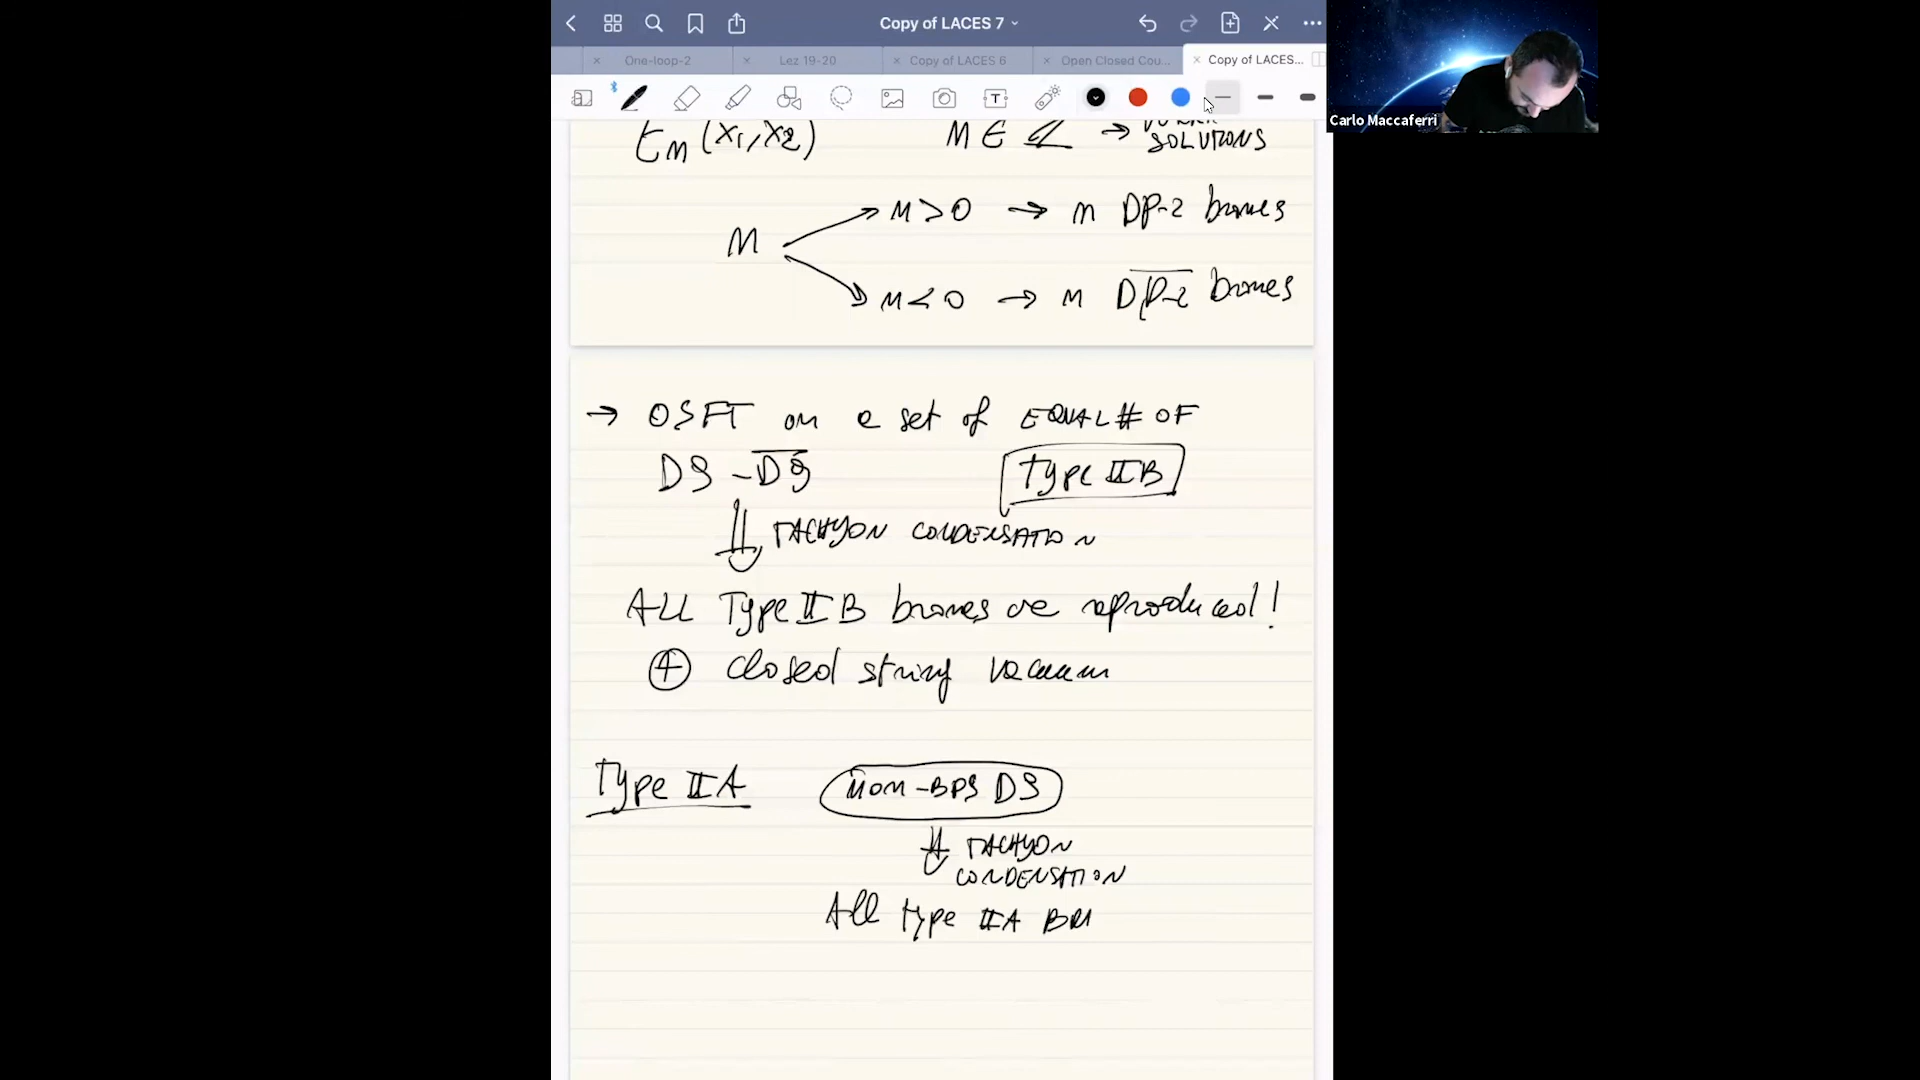 Copy of LACES 7
One-loop-2
Lez 19-20
Copy of LACES 6
Open Closed Cou...
Copy of LACES...
Carlo Maccaferri
t_M (x1, x2) M ∈ Z →
SOLUTIONS
M
M > 0 → n Dp-2 branes
M < 0 → n D̅p̅-̅2̅ branes
→ OSFT on a set of EQUAL # OF
D9 - D̅9̅ Type IIB
⇓ TACHYON CONDENSATION
ALL Type IIB branes are reproduced!
⊕ closed string vacuum
Type IIA non-BPS D9
⇓ TACHYON
CONDENSATION
All type IIA BRA